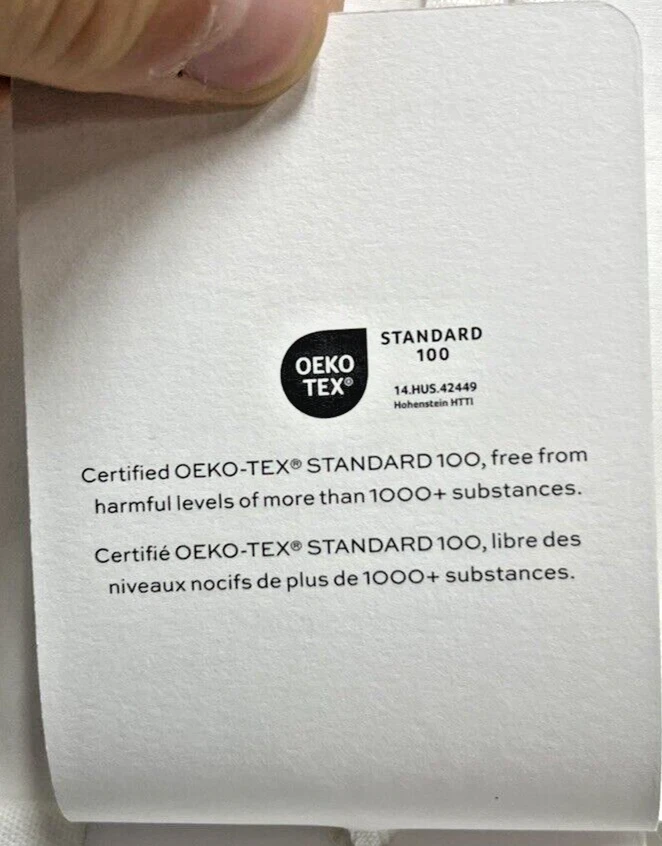 OEKO
TEX®
STANDARD
100
14.HUS.42449
Hohenstein HTTI
Certified OEKO-TEX® STANDARD 100, free from
harmful levels of more than 1000+ substances.
Certifié OEKO-TEX® STANDARD 100, libre des
niveaux nocifs de plus de 1000+ substances.